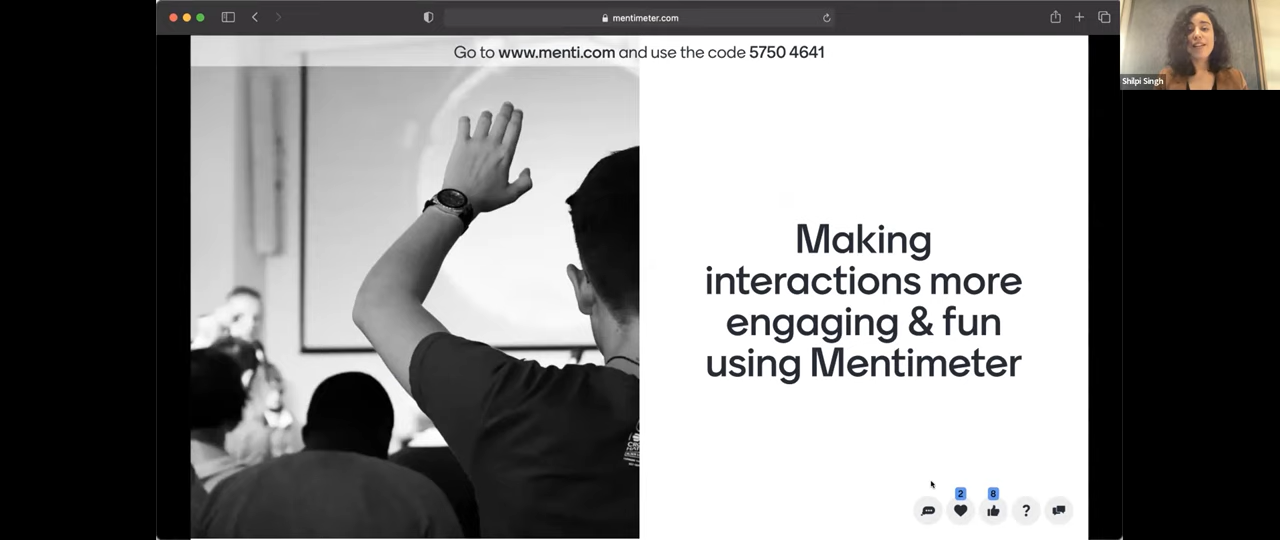 mentimeter.com
Go to www.menti.com and use the code 5750 4641
Shilpi Singh
Making
interactions more
engaging & fun
using Mentimeter
2
8
?